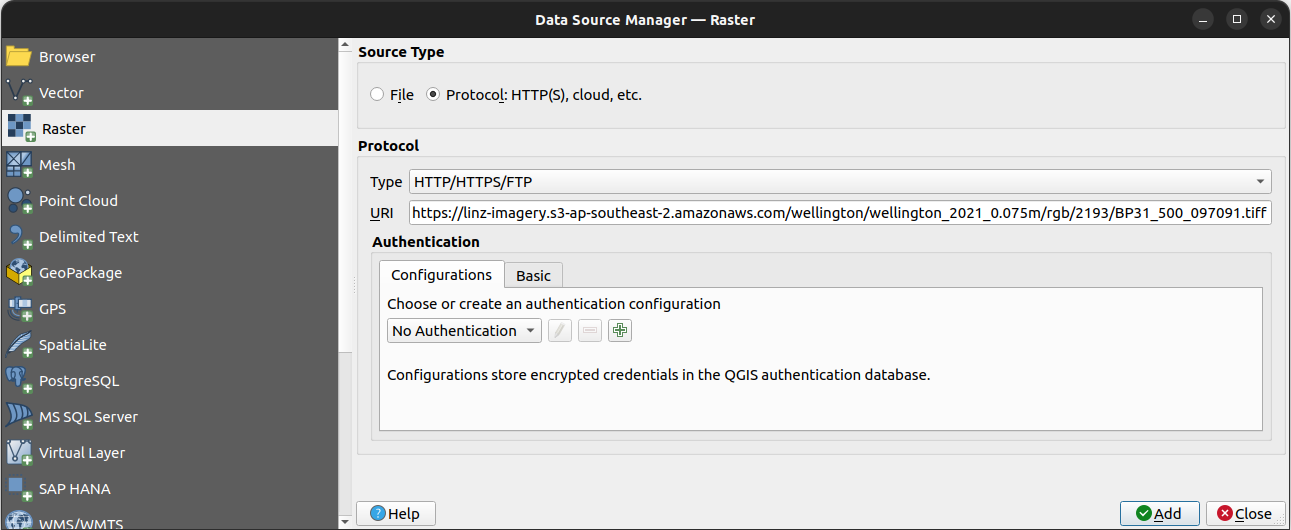 Data Source Manager — Raster
Browser
Vector
Raster
Mesh
Point Cloud
Delimited Text
GeoPackage
GPS
SpatiaLite
PostgreSQL
MS SQL Server
Virtual Layer
SAP HANA
WMS/WMTS
Source Type
File
Protocol: HTTP(S), cloud, etc.
Protocol
Type HTTP/HTTPS/FTP
URI https://linz-imagery.s3-ap-southeast-2.amazonaws.com/wellington/wellington_2021_0.075m/rgb/2193/BP31_500_097091.tiff
Authentication
Configurations Basic
Choose or create an authentication configuration
No Authentication
Configurations store encrypted credentials in the QGIS authentication database.
Help
Add
Close